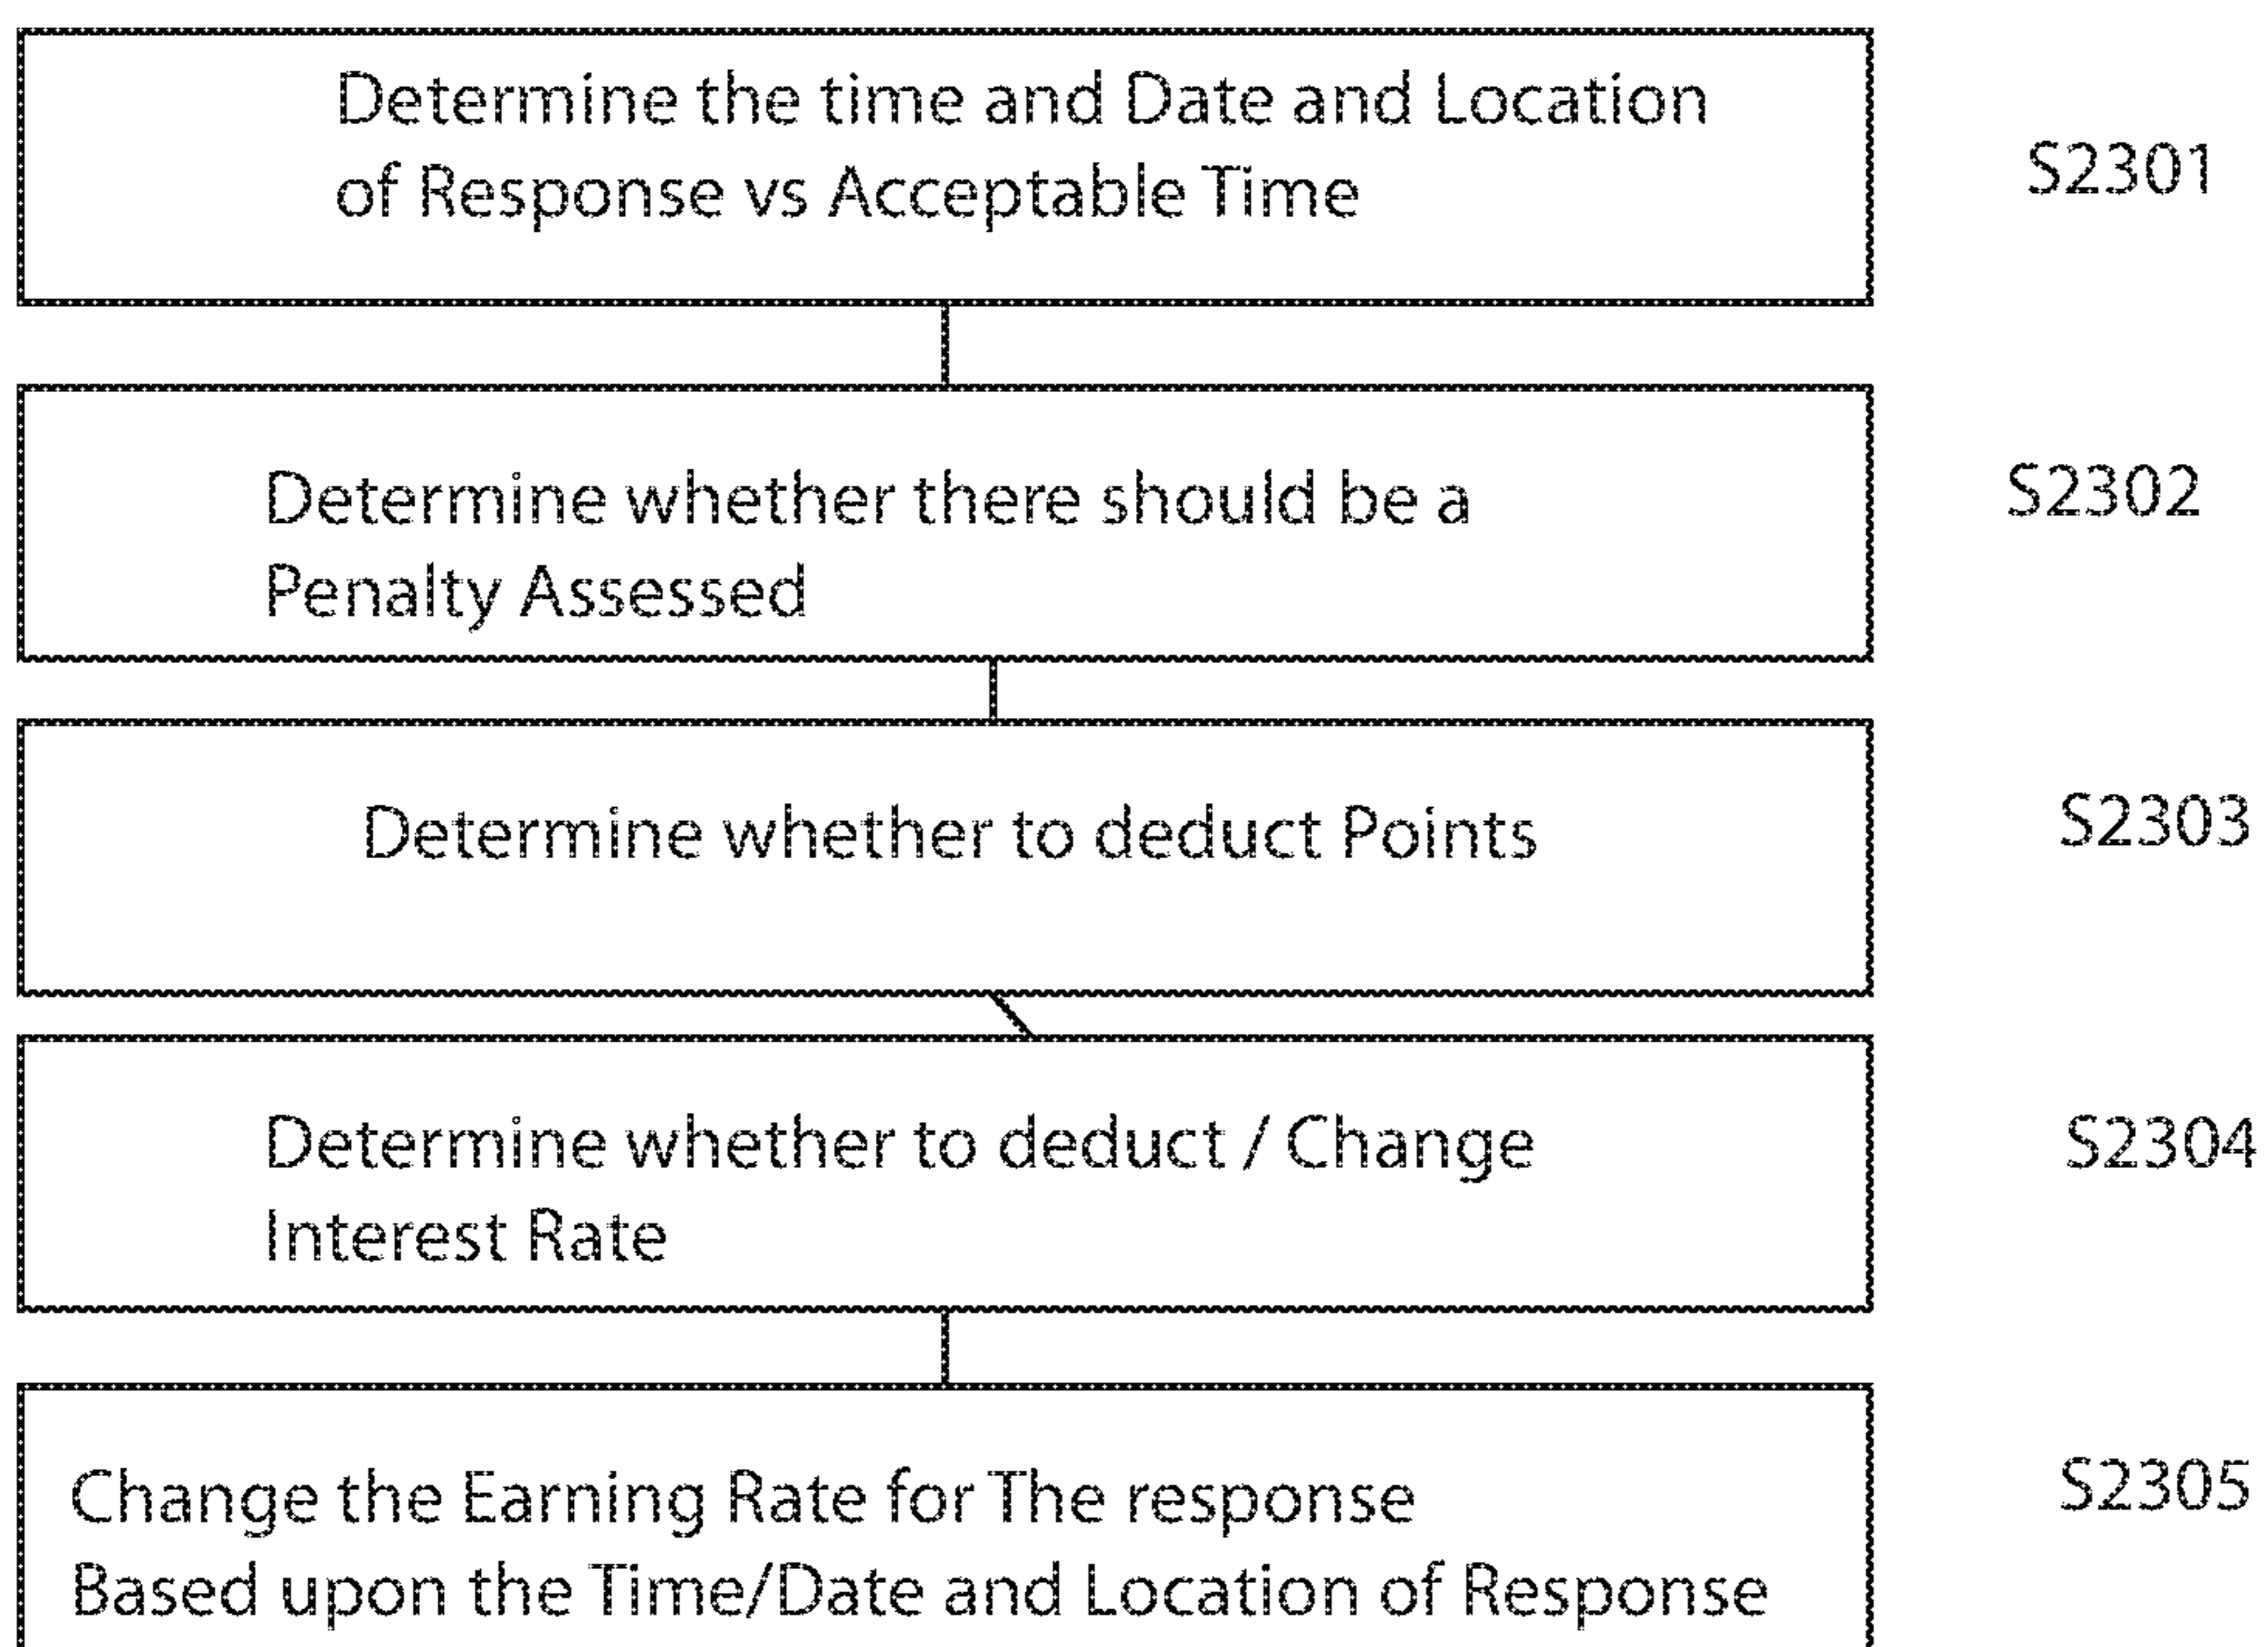 Determine the time and Date and Location
of Response vs Acceptable Time
S2301
Determine whether there should be a
Penalty Assessed
S2302
Determine whether to deduct Points
S2303
Determine whether to deduct / Change
Interest Rate
S2304
Change the Earning Rate for The response
Based upon the Time/Date and Location of Response
S2305